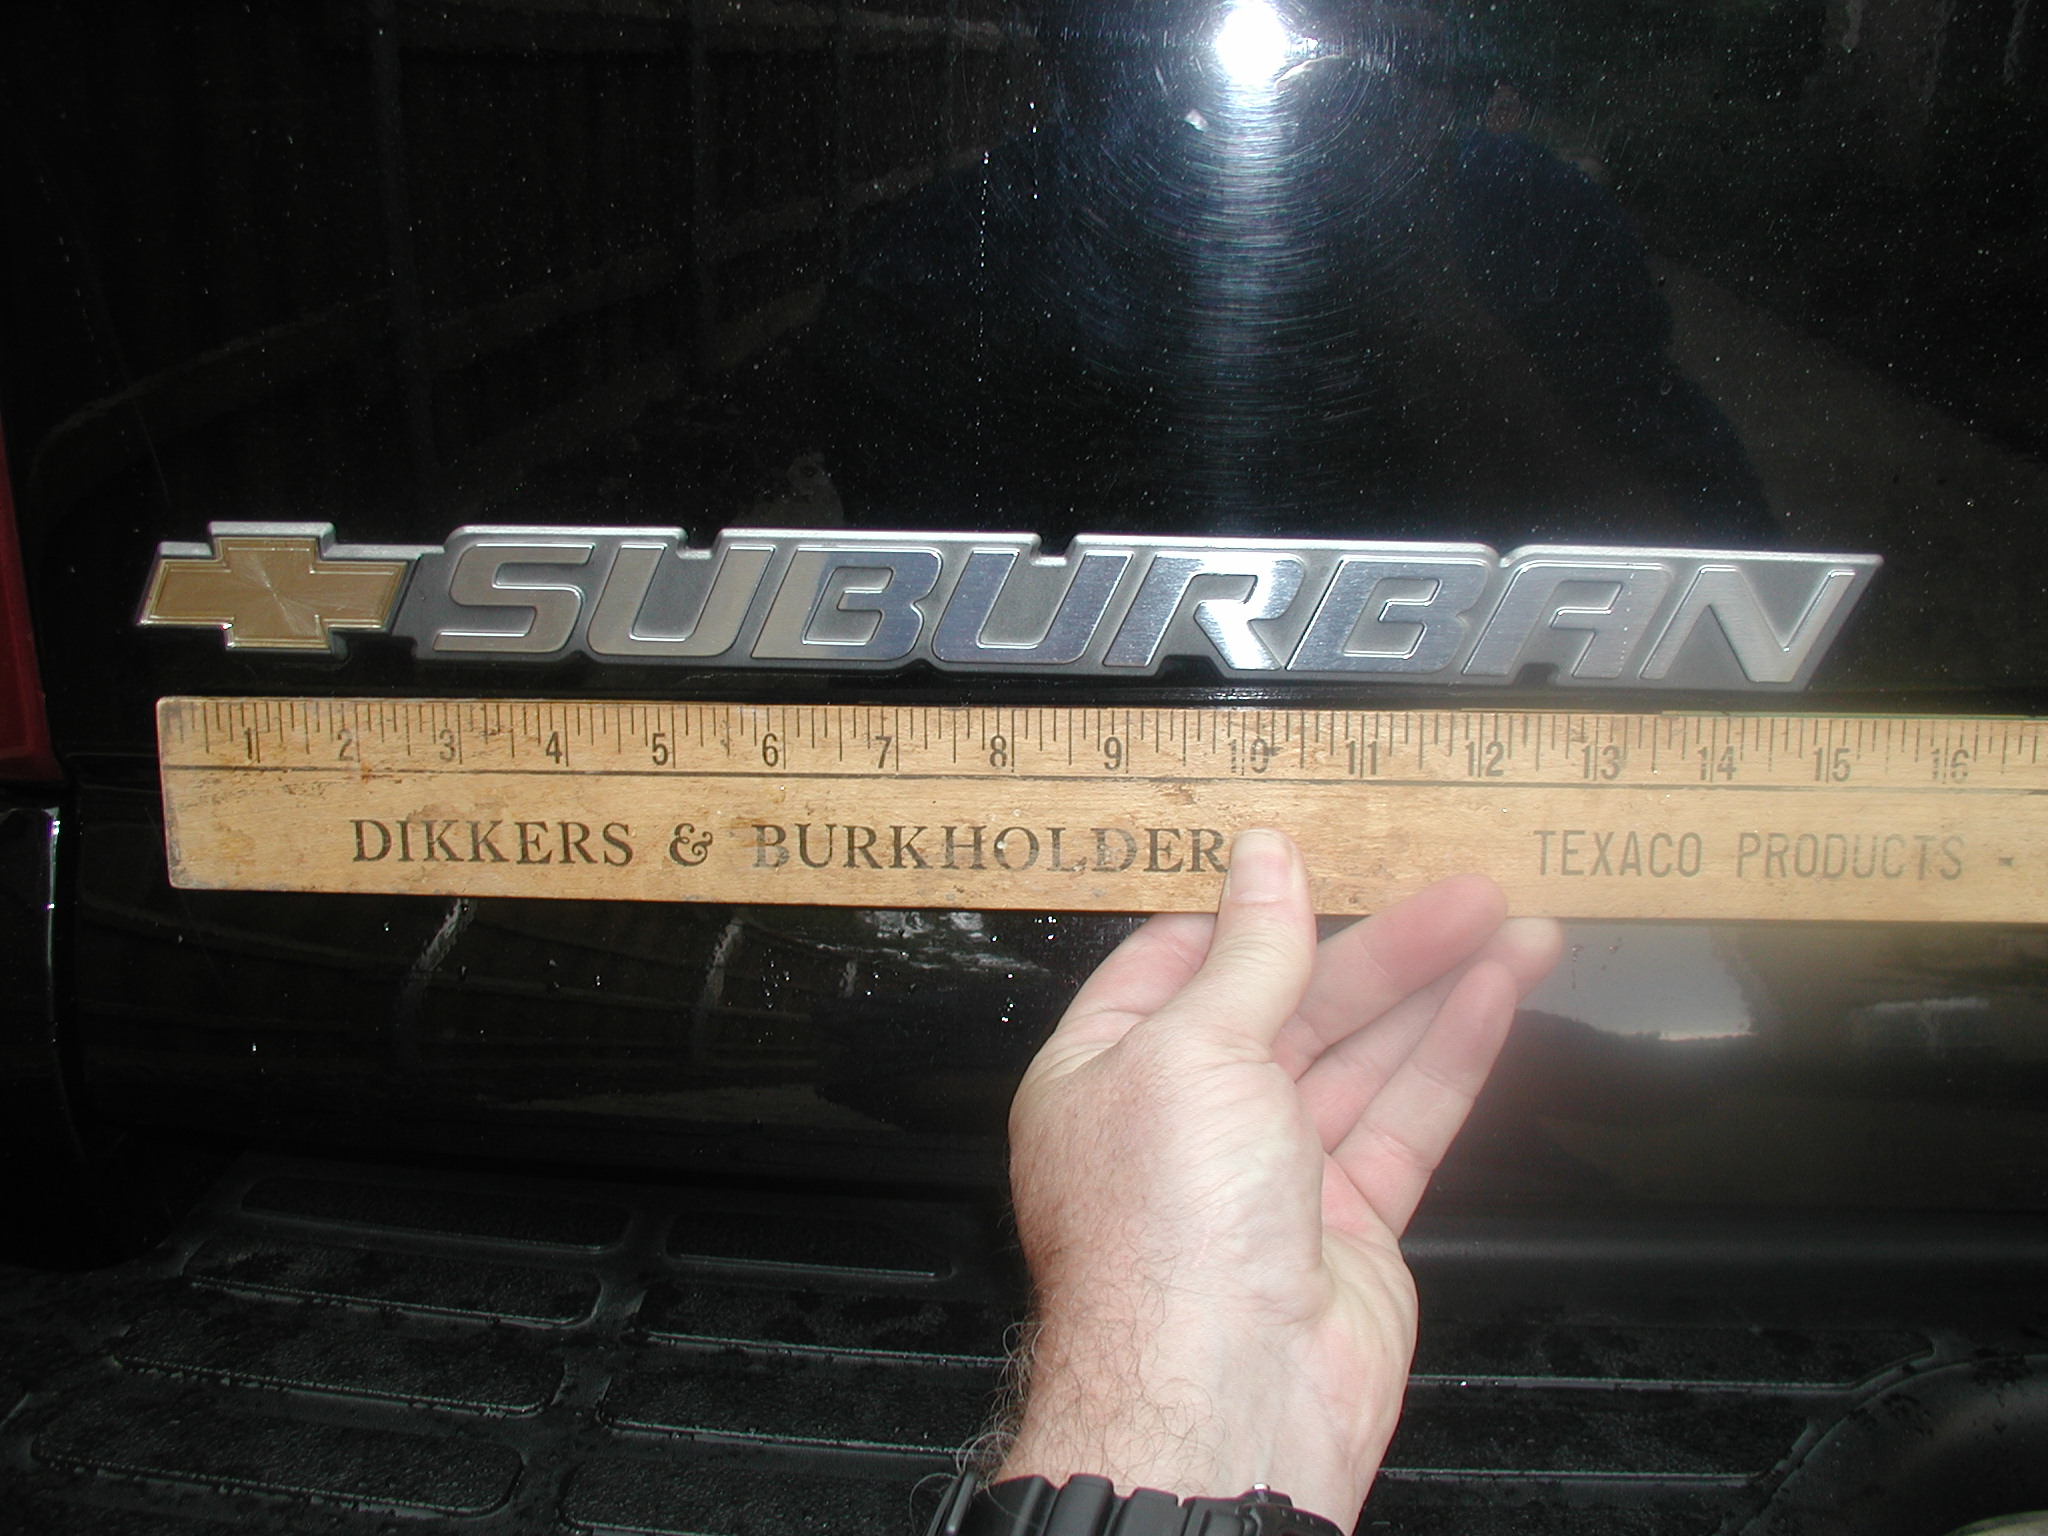 SUBURBAN
1 2 3 4 5 6 7 8 9 10 11 12 13 14 15 16
DIKKERS & BURKHOLDER TEXACO PRODUCTS -